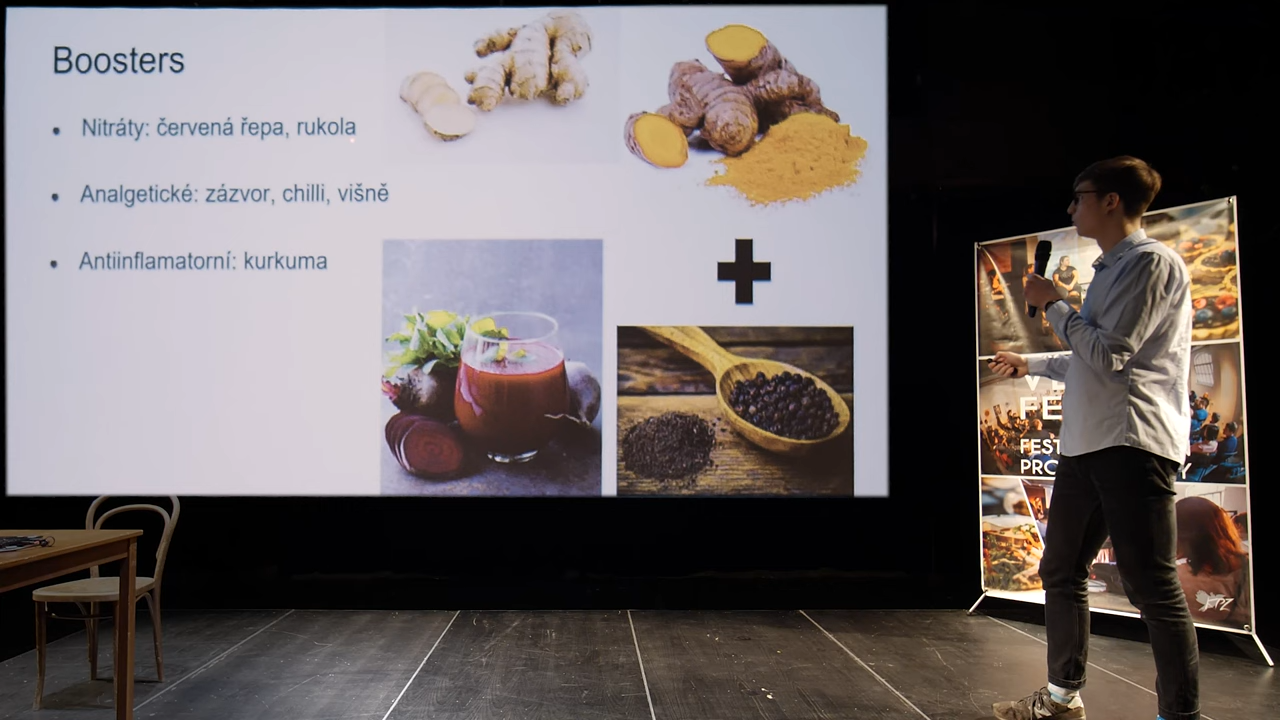 Boosters
• Nitráty: červená řepa, rukola
• Analgetické: zázvor, chilli, višně
• Antiinflamatorní: kurkuma